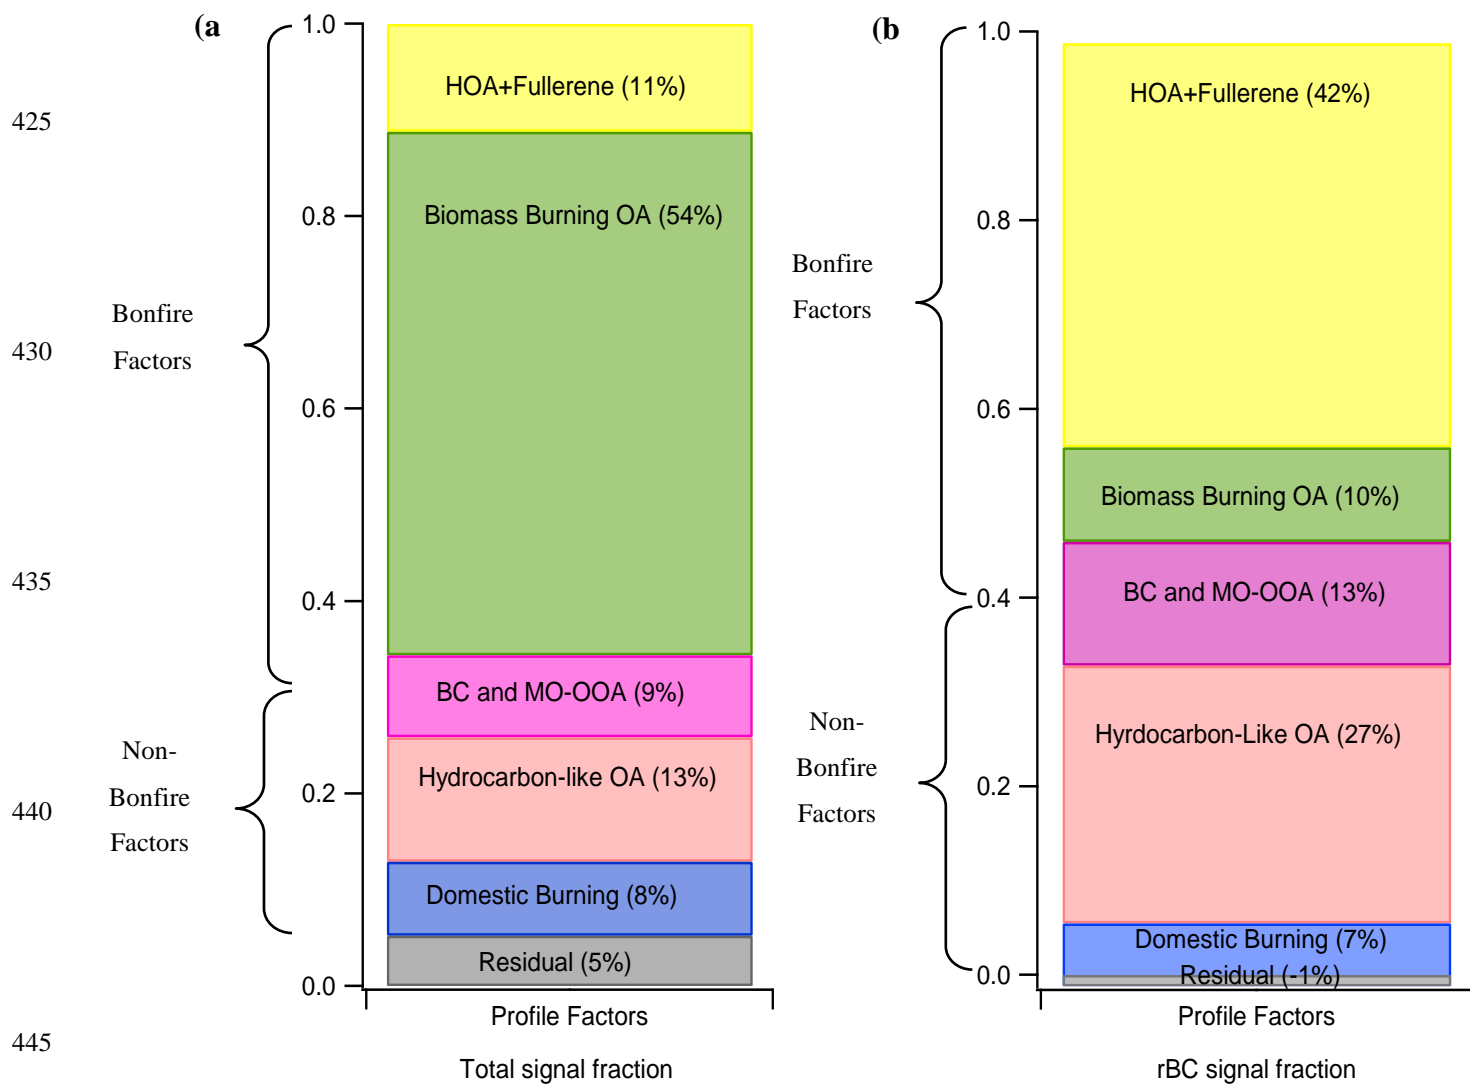 (a
1.0
HOA+Fullerene (11%)
425
0.8
Biomass Burning OA (54%)
Bonfire
Factors
430
0.6
435
0.4
BC and MO-OOA (9%)
Non-
Bonfire
Factors
440
0.2
Hydrocarbon-like OA (13%)
Domestic Burning (8%)
Residual (5%)
0.0
Profile Factors
445
Total signal fraction
(b
1.0
HOA+Fullerene (42%)
0.8
Bonfire
Factors
0.6
Biomass Burning OA (10%)
0.4
BC and MO-OOA (13%)
Non-
Bonfire
Factors
Hyrdocarbon-Like OA (27%)
0.2
Domestic Burning (7%)
Residual (-1%)
0.0
Profile Factors
rBC signal fraction